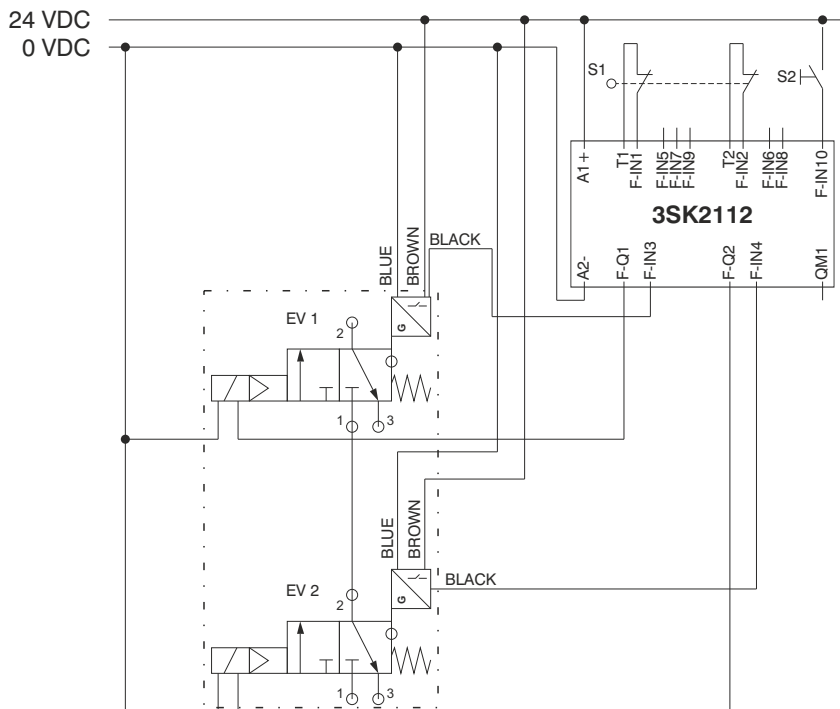 24 VDC
0 VDC
S1
S2
A1+
T1
F-IN1
F-IN5
F-IN7
F-IN9
T2
F-IN2
F-IN6
F-IN8
F-IN10
3SK2112
A2-
F-Q1
F-IN3
F-Q2
F-IN4
QM1
BLUE
BROWN
BLACK
EV 1
2
G
1
3
BLUE
BROWN
BLACK
EV 2
2
G
1
3